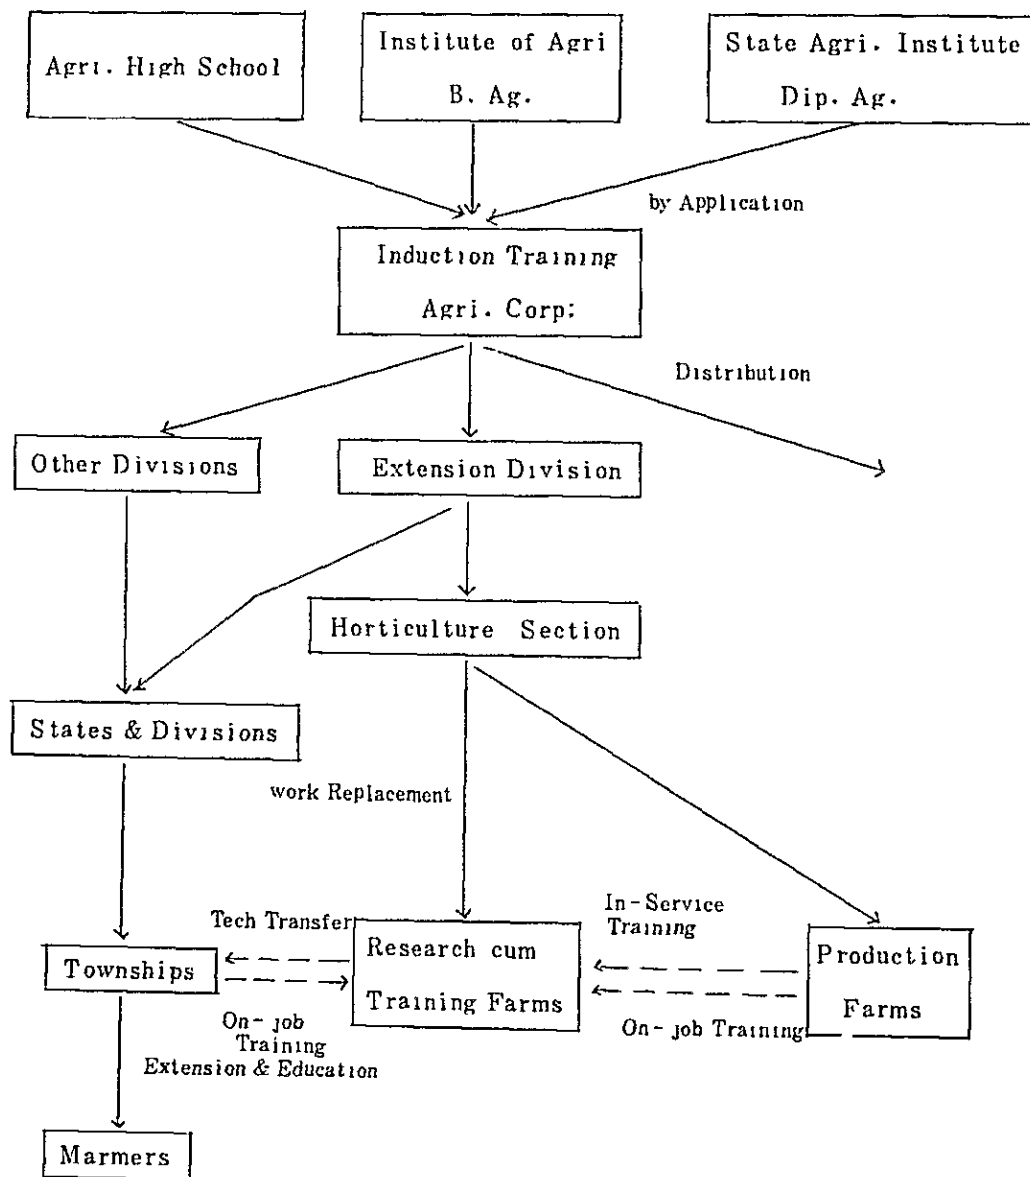 Agri. High School
Institute of Agri
B. Ag.
State Agri. Institute
Dip. Ag.
by Application
Induction Training
Agri. Corp:
Distribution
Other Divisions
Extension Division
Horticulture Section
States & Divisions
work Replacement
Tech Transfer
In-Service
Training
Townships
Research cum
Training Farms
Production
Farms
On-job
Training
On-job Training
Extension & Education
Marmers